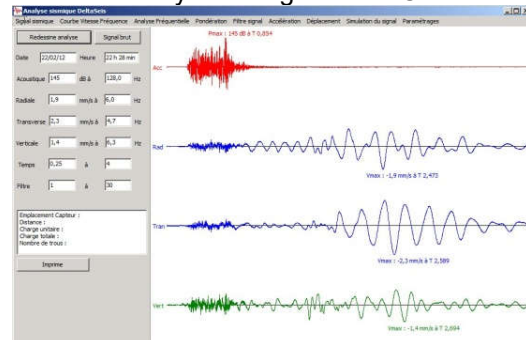 Analyse sismique DeltaSeis
Signal sismique Courbe Vitesse Fréquence Analyse Fréquentielle Pondération Filtre signal Accélération Déplacement Simulation du signal Paramétrages
Redessine analyse Signal brut
Date 22/02/12 Heure 22 h 28 min
Acoustique 145 dB à 128,0 Hz
Radiale 1,9 mm/s à 6,0 Hz
Transverse 2,3 mm/s à 4,7 Hz
Verticale 1,4 mm/s à 6,3 Hz
Temps 0,25 à 4
Filtre 1 à 30
Emplacement Capteur :
Distance :
Charge unitaire :
Charge totale :
Nombre de trous :
Imprime
Pmax : 145 dB à T 0,854
Acc
Rad
Vmax : -1,9 mm/s à T 2,473
Tran
Vmax : -2,3 mm/s à T 2,589
Vert
Vmax : -1,4 mm/s à T 2,694